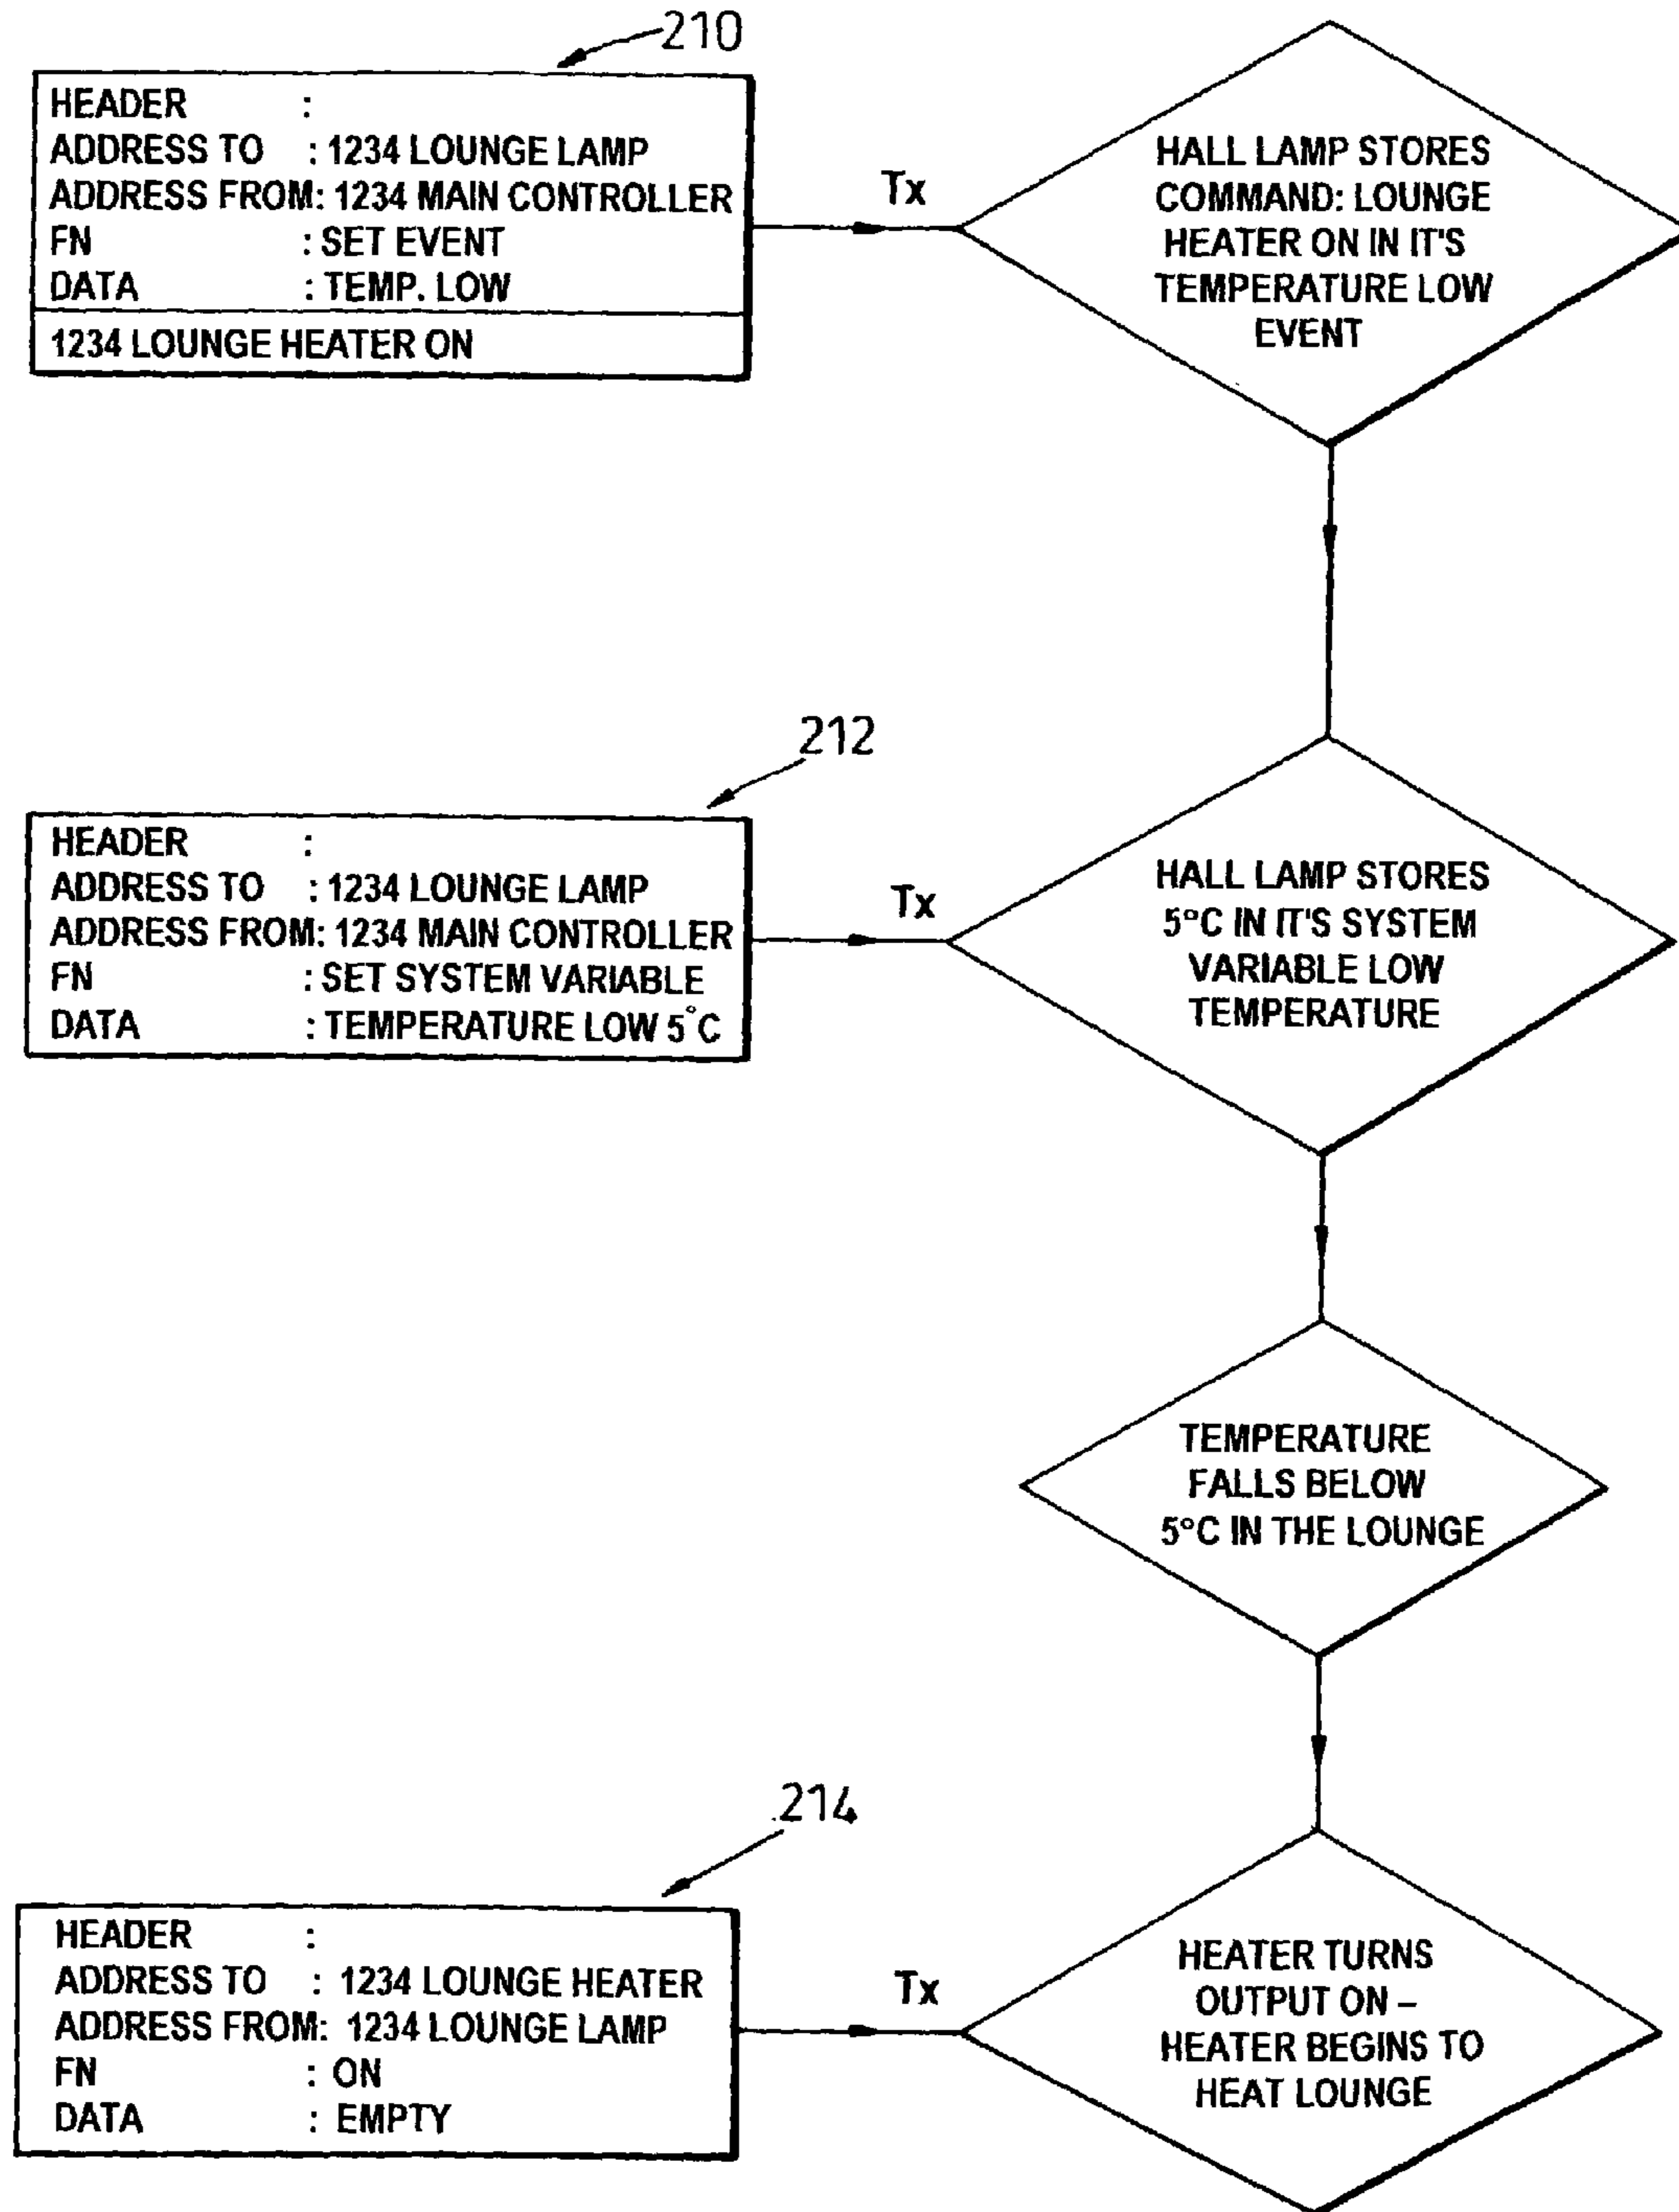 210
HEADER :
ADDRESS TO : 1234 LOUNGE LAMP
ADDRESS FROM: 1234 MAIN CONTROLLER
FN : SET EVENT
DATA : TEMP. LOW
1234 LOUNGE HEATER ON
Tx
HALL LAMP STORES
COMMAND: LOUNGE
HEATER ON IN IT'S
TEMPERATURE LOW
EVENT
212
HEADER :
ADDRESS TO : 1234 LOUNGE LAMP
ADDRESS FROM: 1234 MAIN CONTROLLER
FN : SET SYSTEM VARIABLE
DATA : TEMPERATURE LOW 5°C
Tx
HALL LAMP STORES
5°C IN IT'S SYSTEM
VARIABLE LOW
TEMPERATURE
TEMPERATURE
FALLS BELOW
5°C IN THE LOUNGE
214
HEADER :
ADDRESS TO : 1234 LOUNGE HEATER
ADDRESS FROM: 1234 LOUNGE LAMP
FN : ON
DATA : EMPTY
Tx
HEATER TURNS
OUTPUT ON –
HEATER BEGINS TO
HEAT LOUNGE